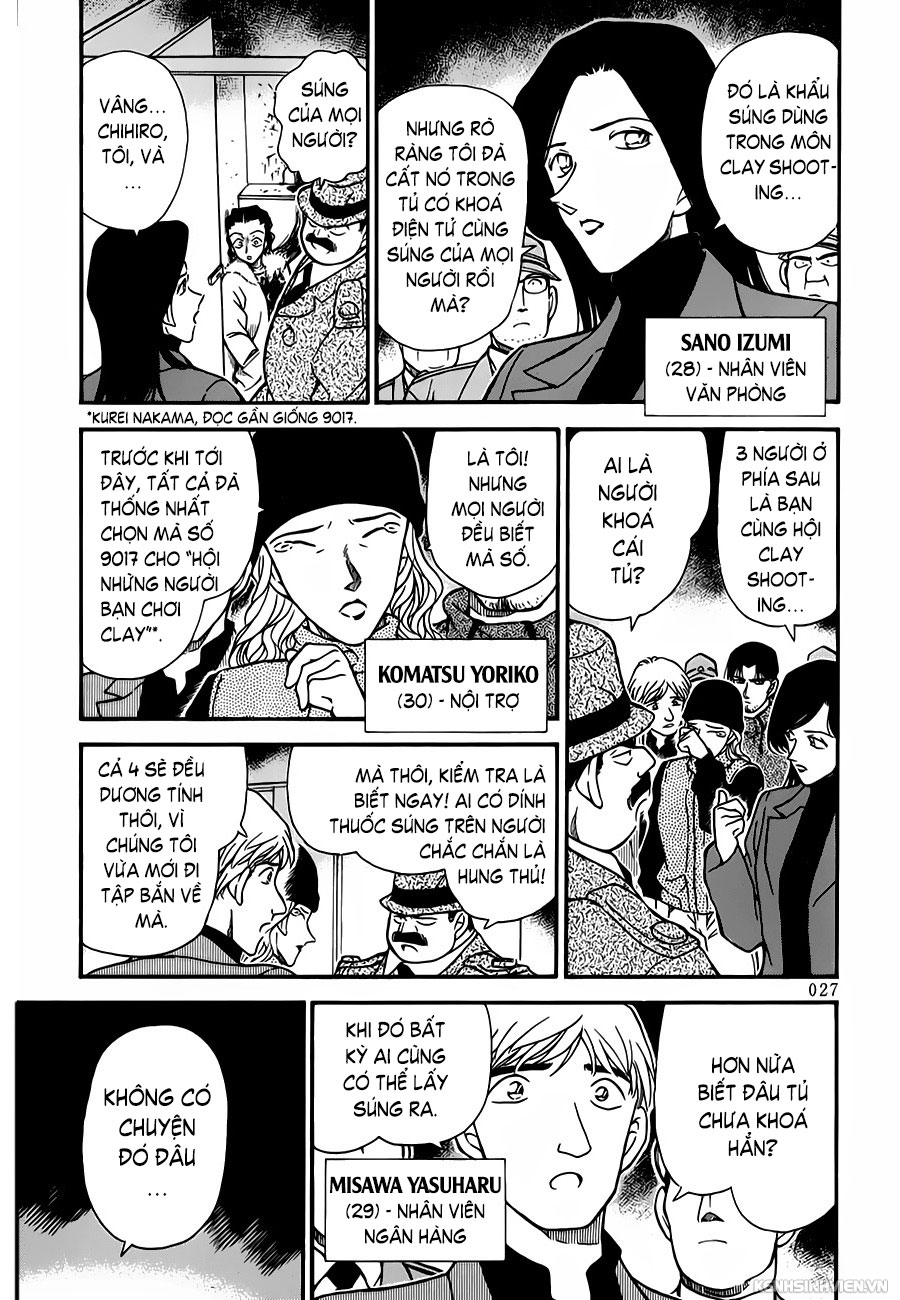 ĐÓ LÀ KHẨU
SÚNG DÙNG
TRONG MÔN
CLAY SHOOT-
ING...
NHƯNG RÕ
RÀNG TÔI ĐÃ
CẤT NÓ TRONG
TỦ CÓ KHOÁ
ĐIỆN TỬ CÙNG
SÚNG CỦA MỌI
NGƯỜI RỒI
MÀ?
SANO IZUMI
(28) - NHÂN VIÊN
VĂN PHÒNG
SÚNG
CỦA MỌI
NGƯỜI?
VÂNG...
CHIHIRO,
TÔI, VÀ
...
*KUREI NAKAMA, ĐỌC GẦN GIỐNG 9017.
3 NGƯỜI Ở
PHÍA SAU
LÀ BẠN
CÙNG HỘI
CLAY
SHOOT-
ING...
AI LÀ
NGƯỜI
KHOÁ
CÁI
TỦ?
LÀ TÔI!
NHƯNG
MỌI NGƯỜI
ĐỀU BIẾT
MÃ SỐ.
TRƯỚC KHI TỚI
ĐÂY, TẤT CẢ ĐÃ
THỐNG NHẤT
CHỌN MÃ SỐ
9017 CHO "HỘI
NHỮNG NGƯỜI
BẠN CHƠI
CLAY"*.
KOMATSU YORIKO
(30) - NỘI TRỢ
MÀ THÔI, KIỂM TRA LÀ
BIẾT NGAY! AI CÓ DÍNH
THUỐC SÚNG TRÊN NGƯỜI
CHẮC CHẮN LÀ
HUNG THỦ!
CẢ 4 SẼ ĐỀU
DƯƠNG TÍNH
THÔI, VÌ
CHÚNG TÔI
VỪA MỚI ĐI
TẬP BẮN VỀ
MÀ.
027
HƠN NỮA
BIẾT ĐÂU TỦ
CHƯA KHOÁ
HẲN?
KHI ĐÓ BẤT
KỲ AI CŨNG
CÓ THỂ LẤY
SÚNG RA.
MISAWA YASUHARU
(29) - NHÂN VIÊN
NGÂN HÀNG
KHÔNG CÓ
CHUYỆN
ĐÓ ĐÂU
...
KENHSINHVIEN.VN